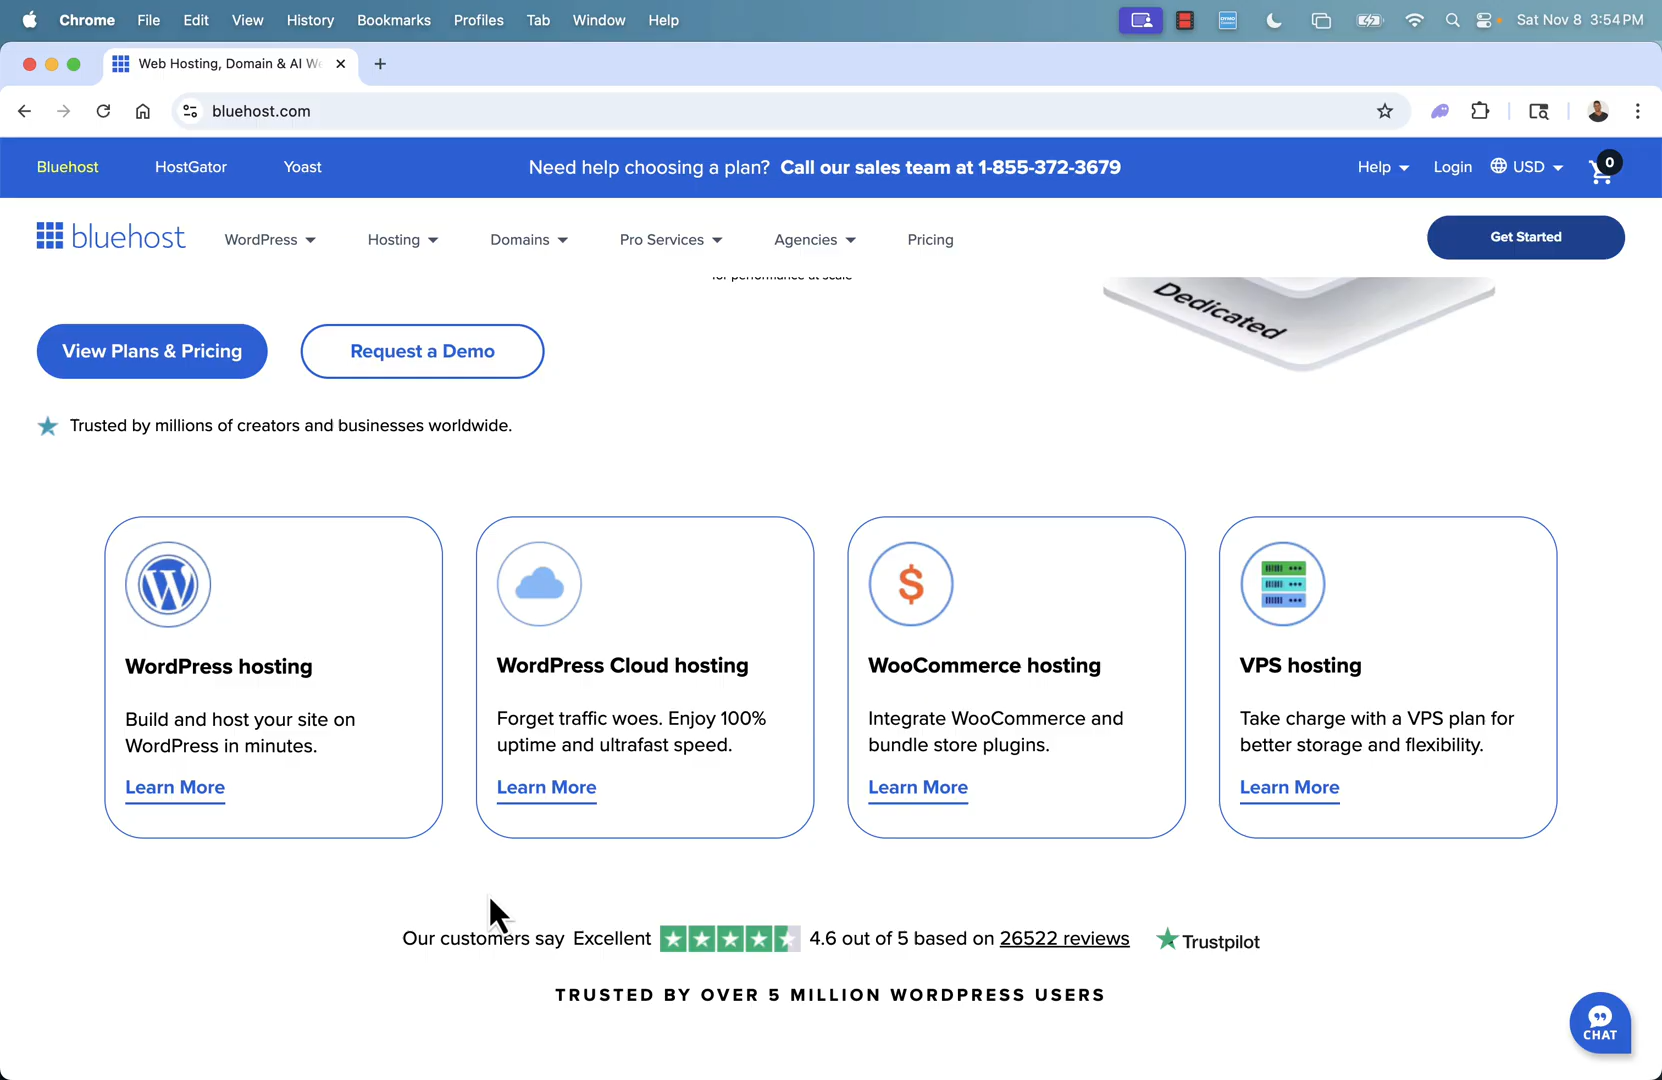 Chrome File Edit View History Bookmarks Profiles Tab Window Help Sat Nov 8 3:54 PM
Web Hosting, Domain & AI We
bluehost.com
Bluehost HostGator Yoast Need help choosing a plan? Call our sales team at 1-855-372-3679 Help Login USD 0
bluehost WordPress Hosting Domains Pro Services Agencies Pricing Get Started
for performance at scale
Dedicated
View Plans & Pricing Request a Demo
Trusted by millions of creators and businesses worldwide.
WordPress hosting
Build and host your site on
WordPress in minutes.
Learn More
WordPress Cloud hosting
Forget traffic woes. Enjoy 100%
uptime and ultrafast speed.
Learn More
$
WooCommerce hosting
Integrate WooCommerce and
bundle store plugins.
Learn More
VPS hosting
Take charge with a VPS plan for
better storage and flexibility.
Learn More
Our customers say Excellent 4.6 out of 5 based on 26522 reviews Trustpilot
TRUSTED BY OVER 5 MILLION WORDPRESS USERS
CHAT